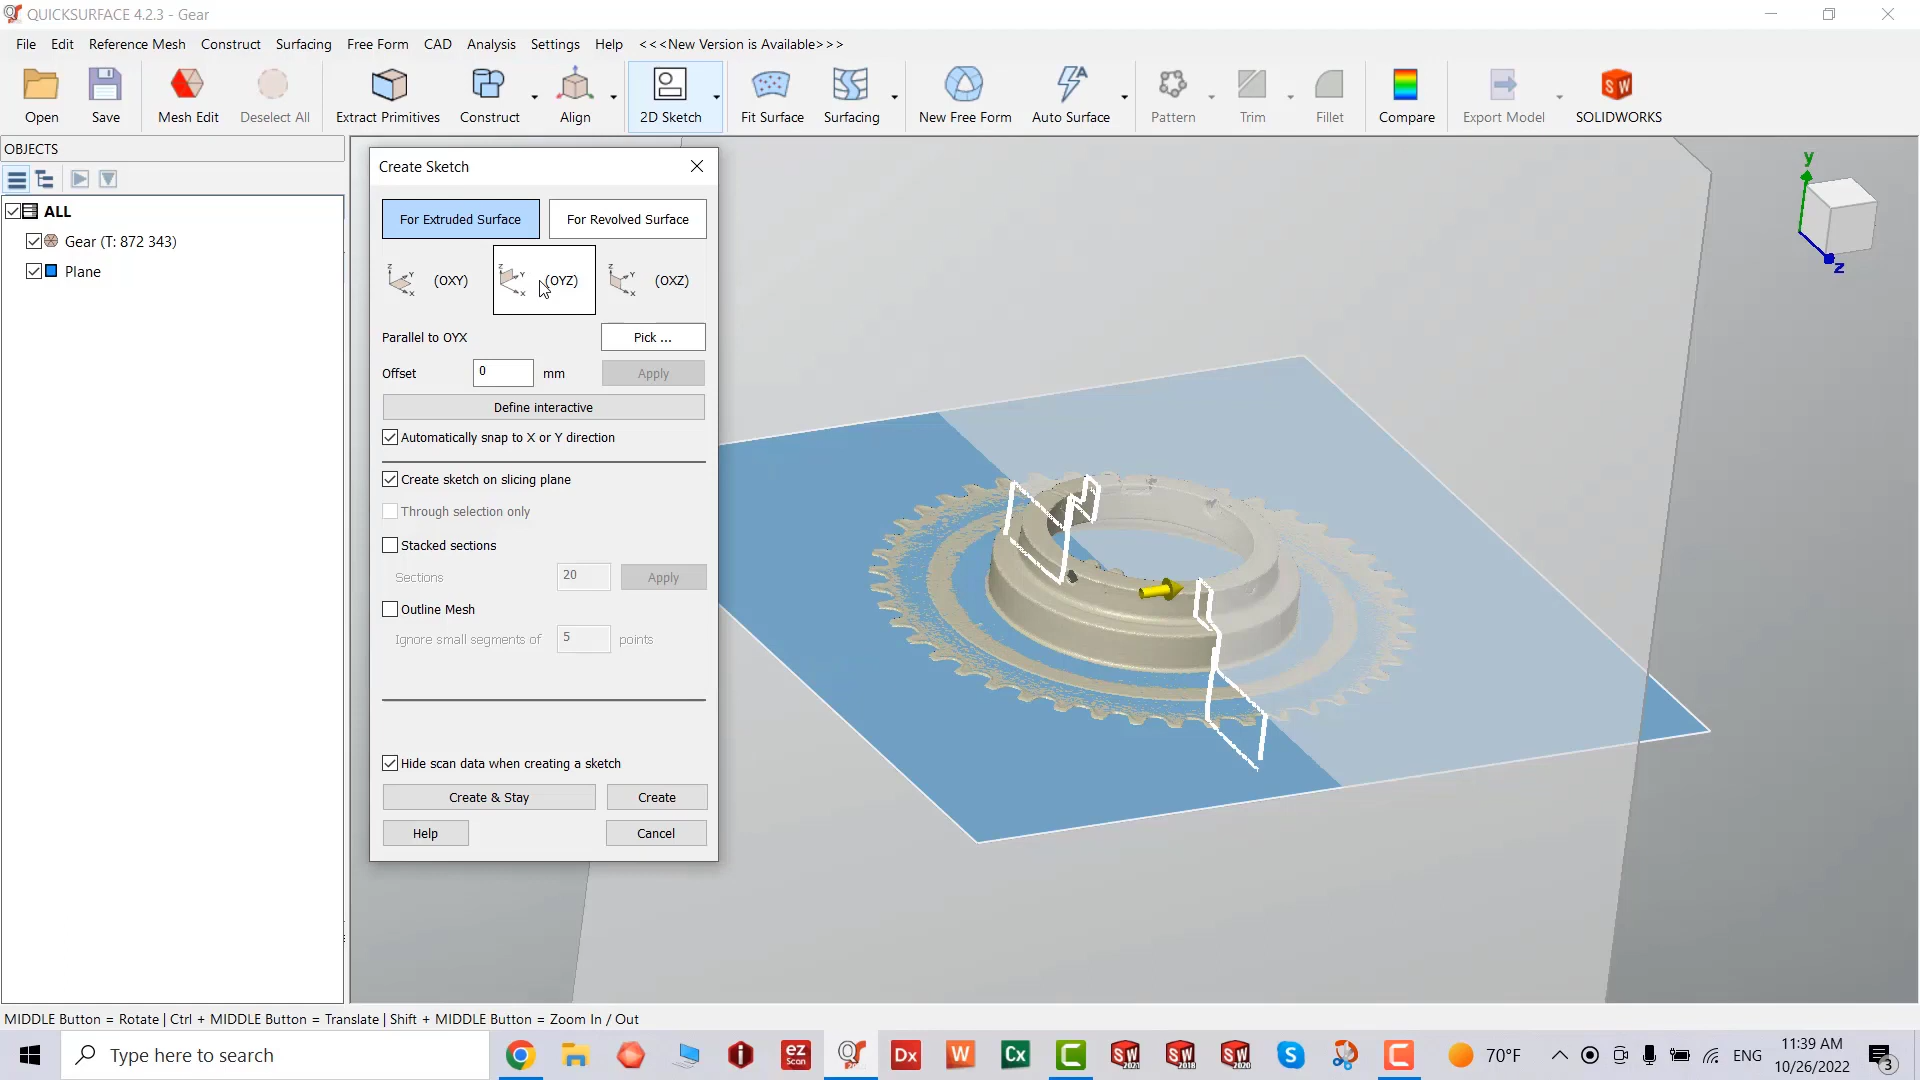 QUICKSURFACE 4.2.3 - Gear
File Edit Reference Mesh Construct Surfacing Free Form CAD Analysis Settings Help <<<New Version is Available>>>
Open Save Mesh Edit Deselect All Extract Primitives Construct Align 2D Sketch Fit Surface Surfacing New Free Form Auto Surface Pattern Trim Fillet Compare Export Model SOLIDWORKS
OBJECTS
ALL
Gear (T: 872 343)
Plane
Create Sketch
For Extruded Surface For Revolved Surface
(OXY) (OYZ) (OXZ)
Parallel to OYX Pick ...
Offset 0 mm Apply
Define interactive
Automatically snap to X or Y direction
Create sketch on slicing plane
Through selection only
Stacked sections
Sections 20 Apply
Outline Mesh
Ignore small segments of 5 points
Hide scan data when creating a sketch
Create & Stay Create
Help Cancel
y
z
MIDDLE Button = Rotate | Ctrl + MIDDLE Button = Translate | Shift + MIDDLE Button = Zoom In / Out
Type here to search
70°F
ENG
11:39 AM
10/26/2022
3